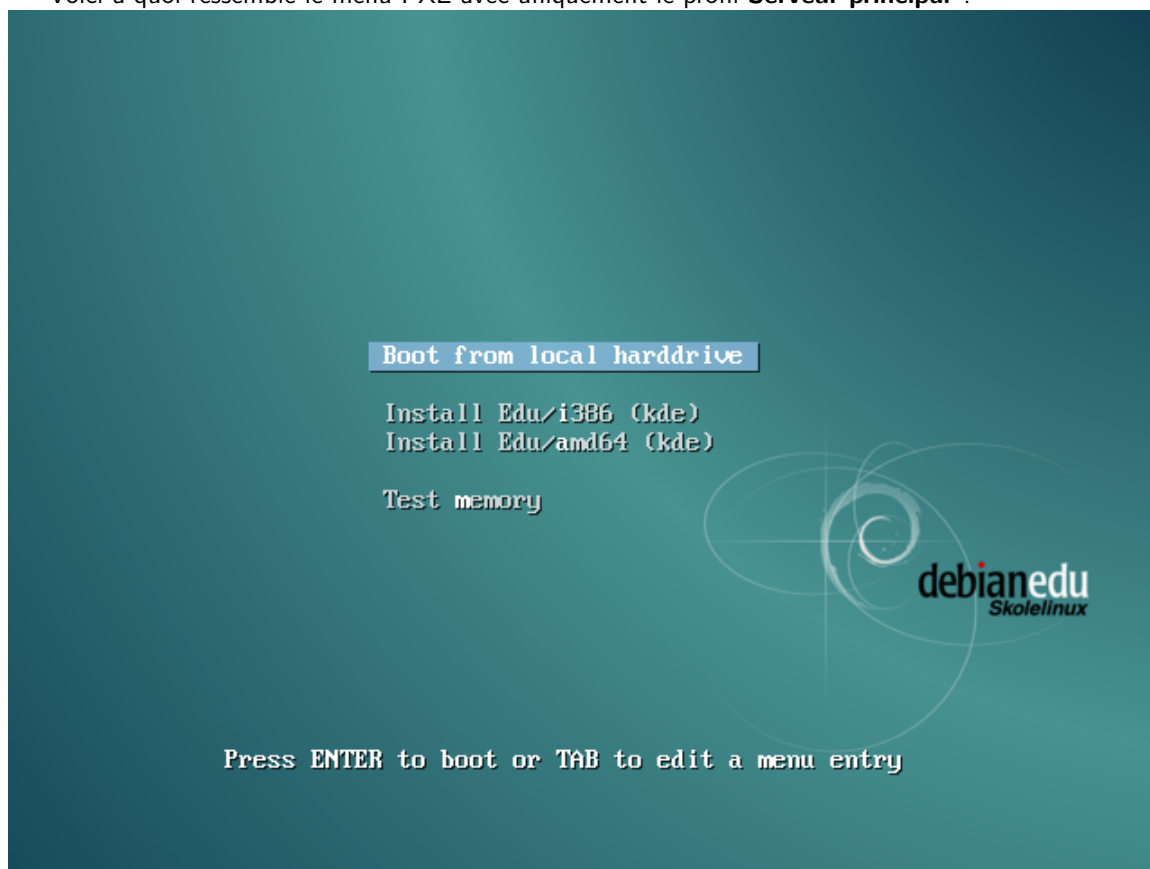 Voici à quoi ressemble le menu PXE avec uniquement le profil Serveur principal :
Boot from local harddrive
Install Edu/i386 (kde)
Install Edu/amd64 (kde)
Test memory
debianedu
Skolelinux
Press ENTER to boot or TAB to edit a menu entry